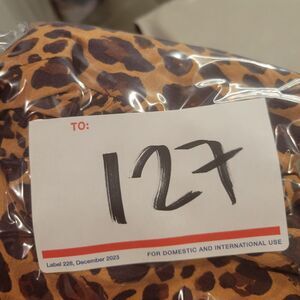 TO:
127
Label 228, December 2023
FOR DOMESTIC AND INTERNATIONAL USE